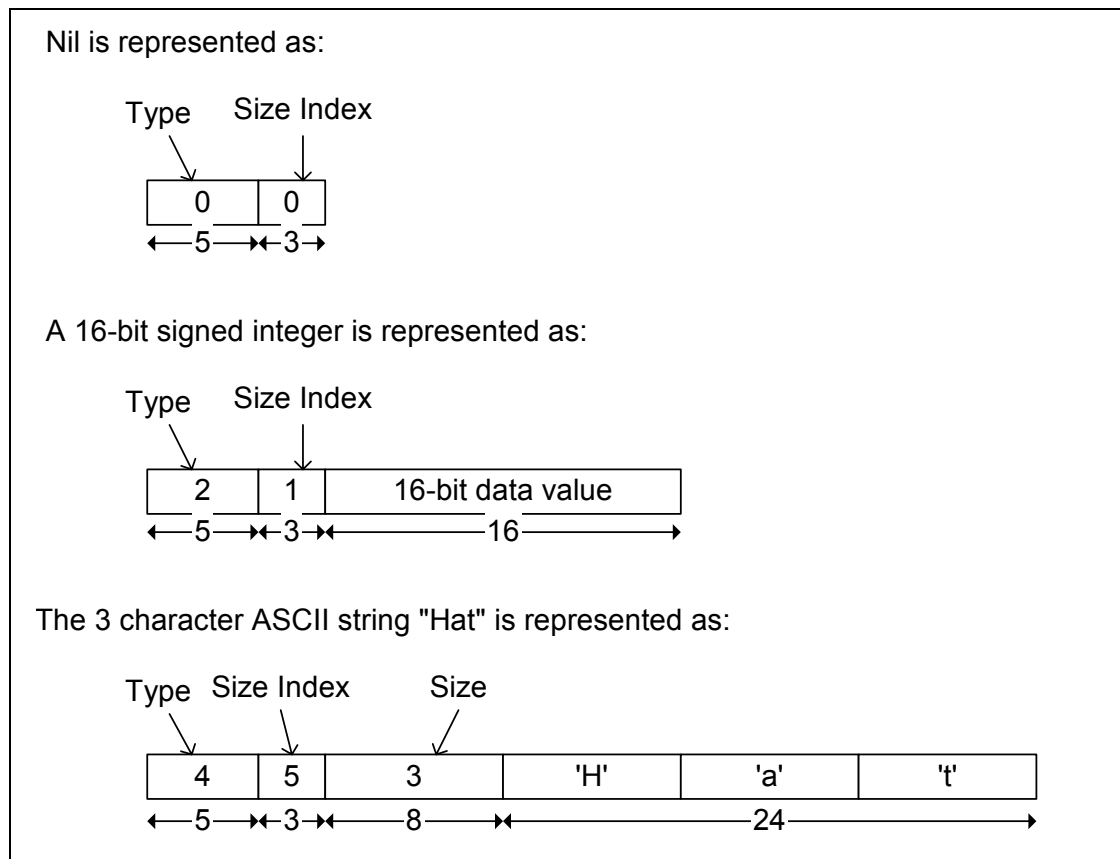 Nil is represented as:
Type Size Index
0 0
5 3
A 16-bit signed integer is represented as:
Type Size Index
2 1 16-bit data value
5 3 16
The 3 character ASCII string "Hat" is represented as:
Type Size Index Size
4 5 3 'H' 'a' 't'
5 3 8 24